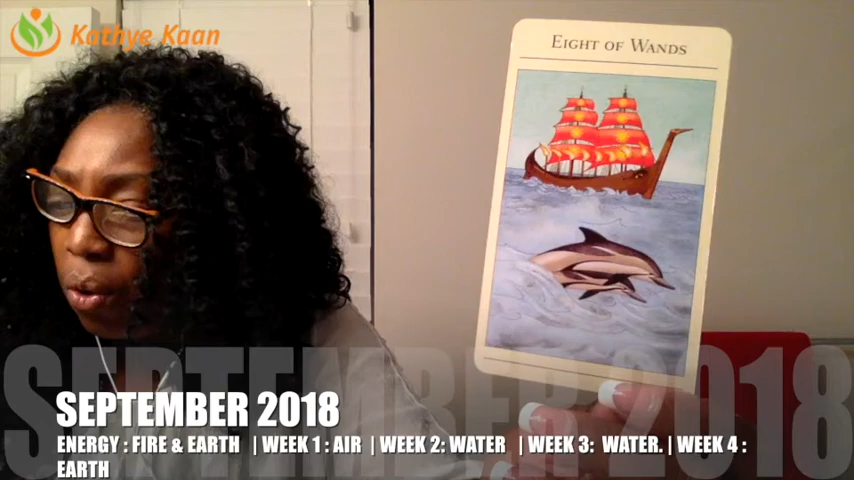 Kathye Kaan
EIGHT OF WANDS
SEPTEMBER 2018
SEPTEMBER 2018
ENERGY : FIRE & EARTH | WEEK 1 : AIR | WEEK 2: WATER | WEEK 3: WATER. | WEEK 4 :
EARTH